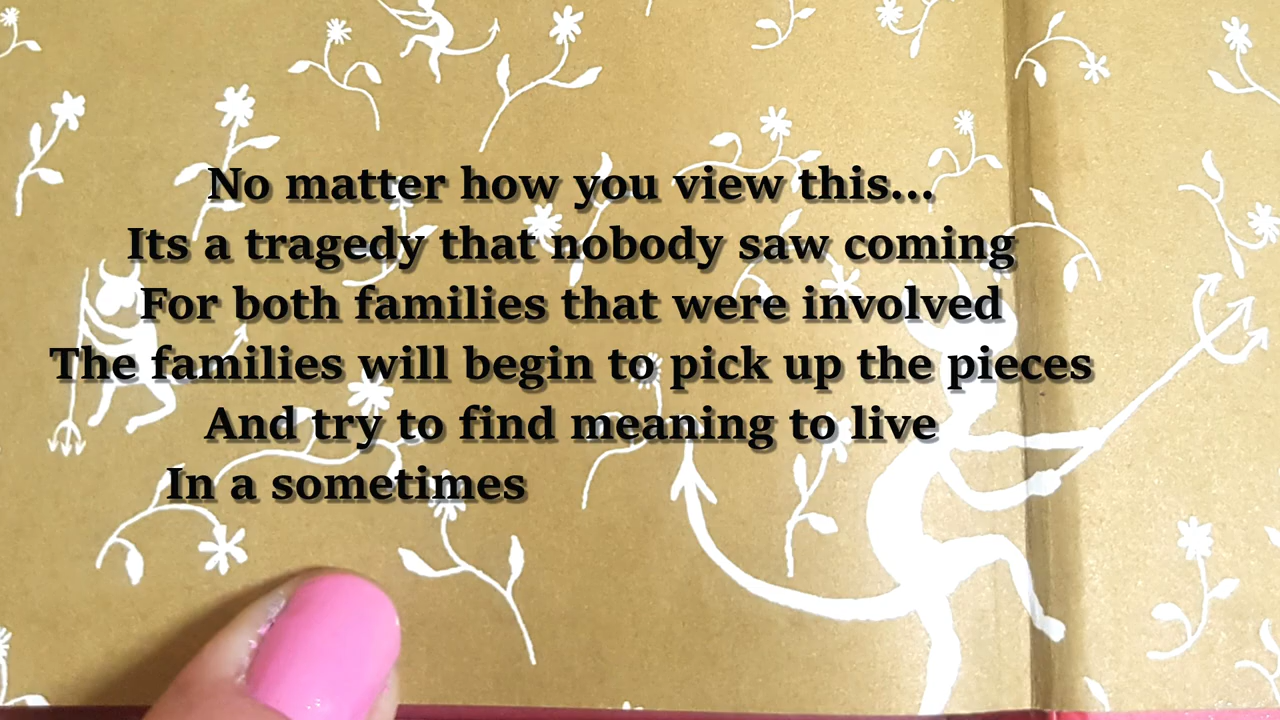 No matter how you view this...
Its a tragedy that nobody saw coming
For both families that were involved
The families will begin to pick up the pieces
And try to find meaning to live
In a sometimes